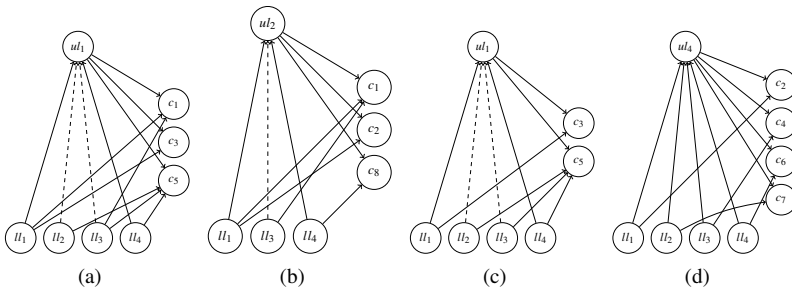 ul₁
c₁
c₃
c₅
ll₁ ll₂ ll₃ ll₄
(a)
ul₂
c₁
c₂
c₈
ll₁ ll₃ ll₄
(b)
ul₁
c₃
c₅
ll₁ ll₂ ll₃ ll₄
(c)
ul₄
c₂
c₄
c₆
c₇
ll₁ ll₂ ll₃ ll₄
(d)